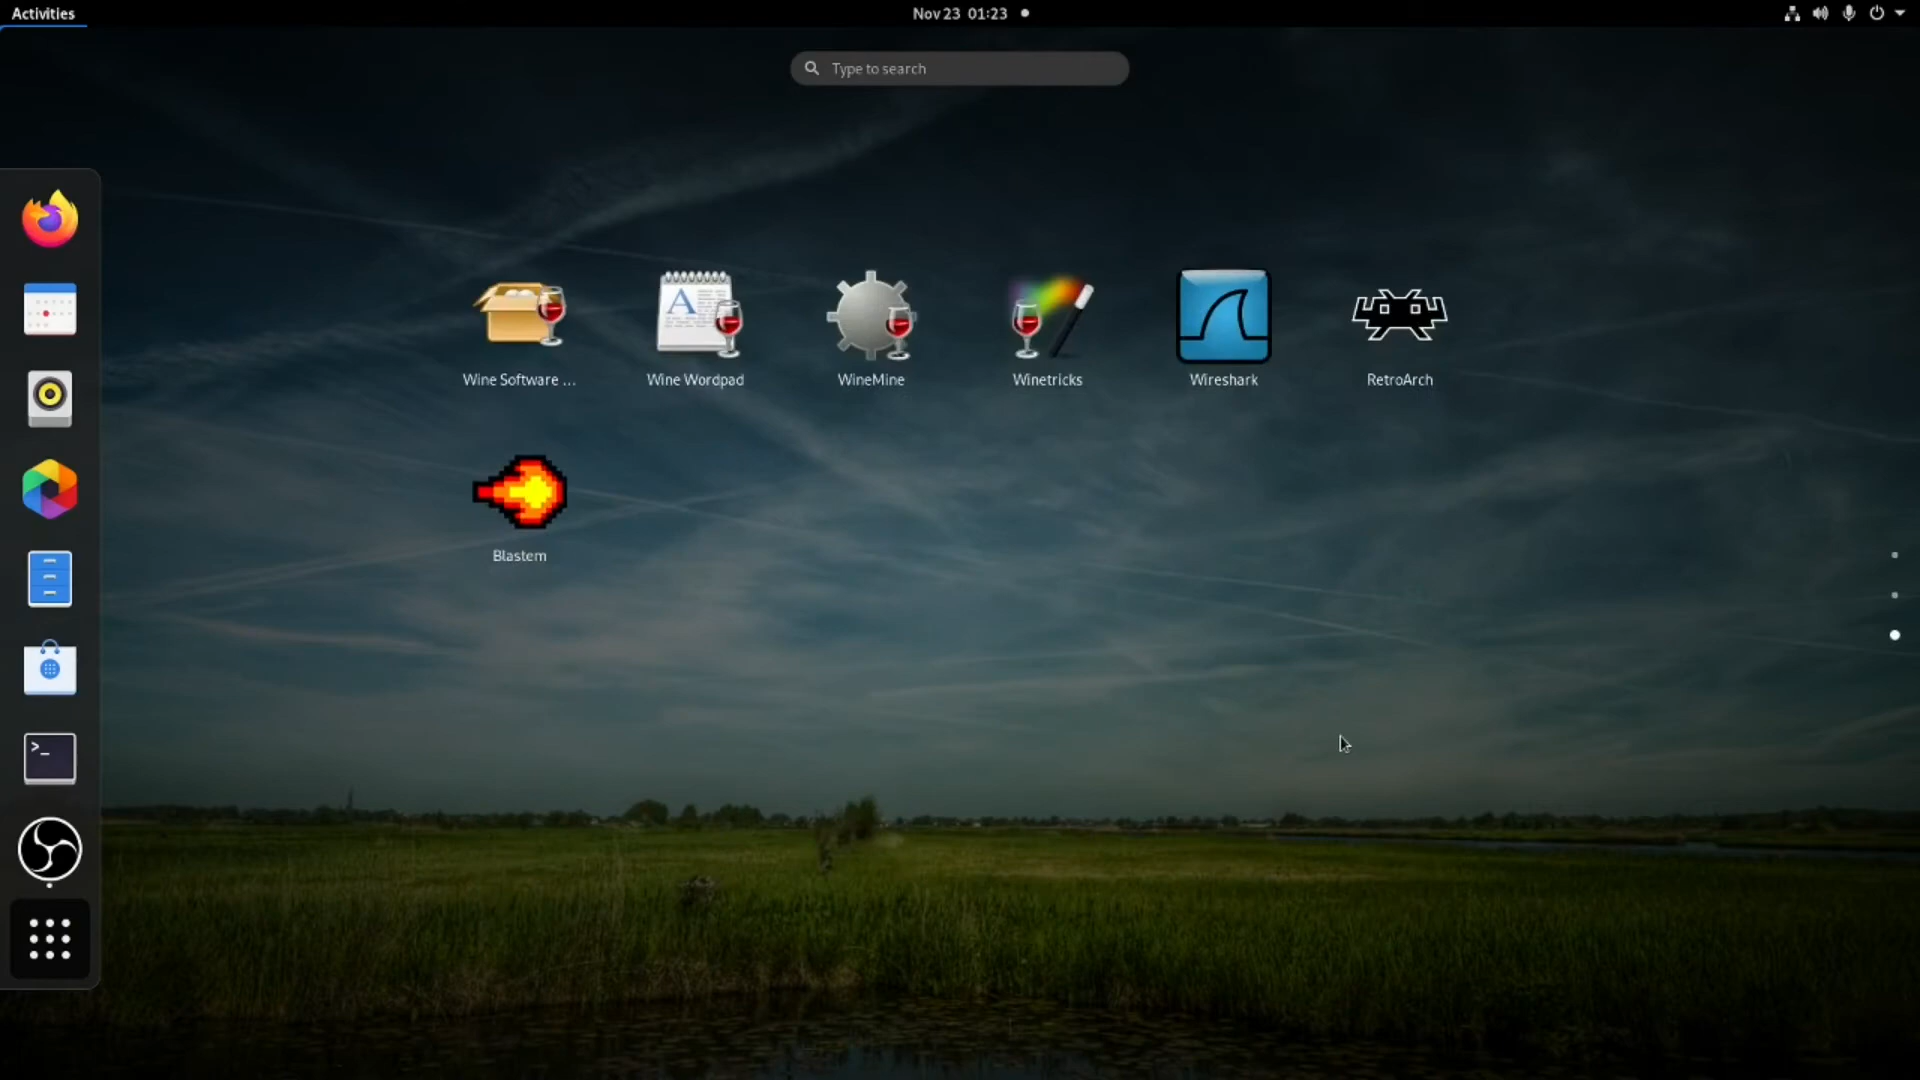 Activities
Nov 23 01:23
Type to search
Wine Software ...
Wine Wordpad
WineMine
Winetricks
Wireshark
RetroArch
Blastem
A
>_